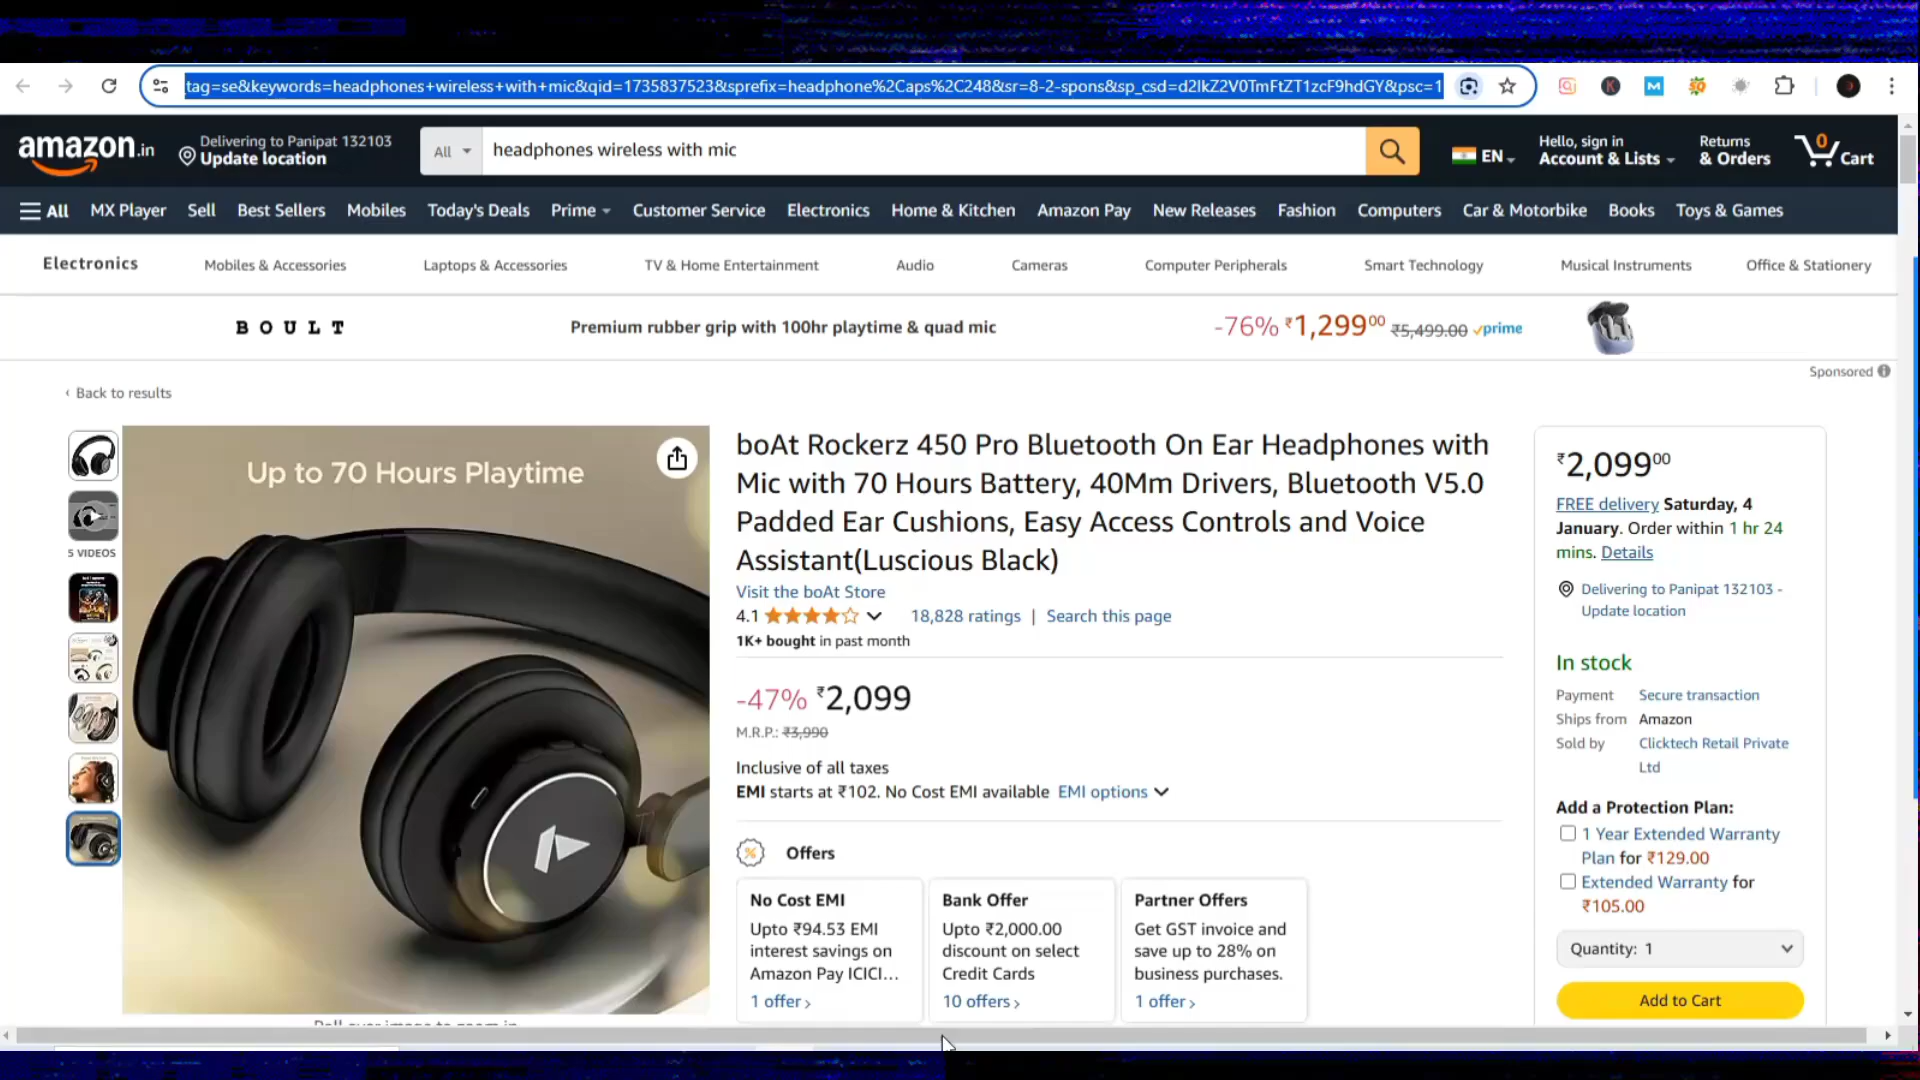 tag=se&keywords=headphones+wireless+with+mic&qid=1735837523&sprefix=headphone%2Caps%2C248&sr=8-2-spons&sp_csd=d2lkZ2V0TmFtZT1zcF9hdGY&psc=1
amazon.in
Delivering to Panipat 132103
Update location
All
headphones wireless with mic
EN
Hello, sign in
Account & Lists
Returns
& Orders
0
Cart
All MX Player Sell Best Sellers Mobiles Today's Deals Prime Customer Service Electronics Home & Kitchen Amazon Pay New Releases Fashion Computers Car & Motorbike Books Toys & Games
Electronics Mobiles & Accessories Laptops & Accessories TV & Home Entertainment Audio Cameras Computer Peripherals Smart Technology Musical Instruments Office & Stationery
BOULT Premium rubber grip with 100hr playtime & quad mic -76% ₹1,29900 ₹5,499.00 prime
Sponsored
‹ Back to results
5 VIDEOS
Up to 70 Hours Playtime
boAt Rockerz 450 Pro Bluetooth On Ear Headphones with
Mic with 70 Hours Battery, 40Mm Drivers, Bluetooth V5.0
Padded Ear Cushions, Easy Access Controls and Voice
Assistant(Luscious Black)
Visit the boAt Store
4.1 18,828 ratings | Search this page
1K+ bought in past month
-47% ₹2,099
M.R.P.: ₹3,990
Inclusive of all taxes
EMI starts at ₹102. No Cost EMI available EMI options
Offers
No Cost EMI
Upto ₹94.53 EMI
interest savings on
Amazon Pay ICICI…
1 offer ›
Bank Offer
Upto ₹2,000.00
discount on select
Credit Cards
10 offers ›
Partner Offers
Get GST invoice and
save up to 28% on
business purchases.
1 offer ›
₹2,09900
FREE delivery Saturday, 4
January. Order within 1 hr 24
mins. Details
Delivering to Panipat 132103 -
Update location
In stock
Payment Secure transaction
Ships from Amazon
Sold by Clicktech Retail Private
Ltd
Add a Protection Plan:
1 Year Extended Warranty
Plan for ₹129.00
Extended Warranty for
₹105.00
Quantity: 1
Add to Cart